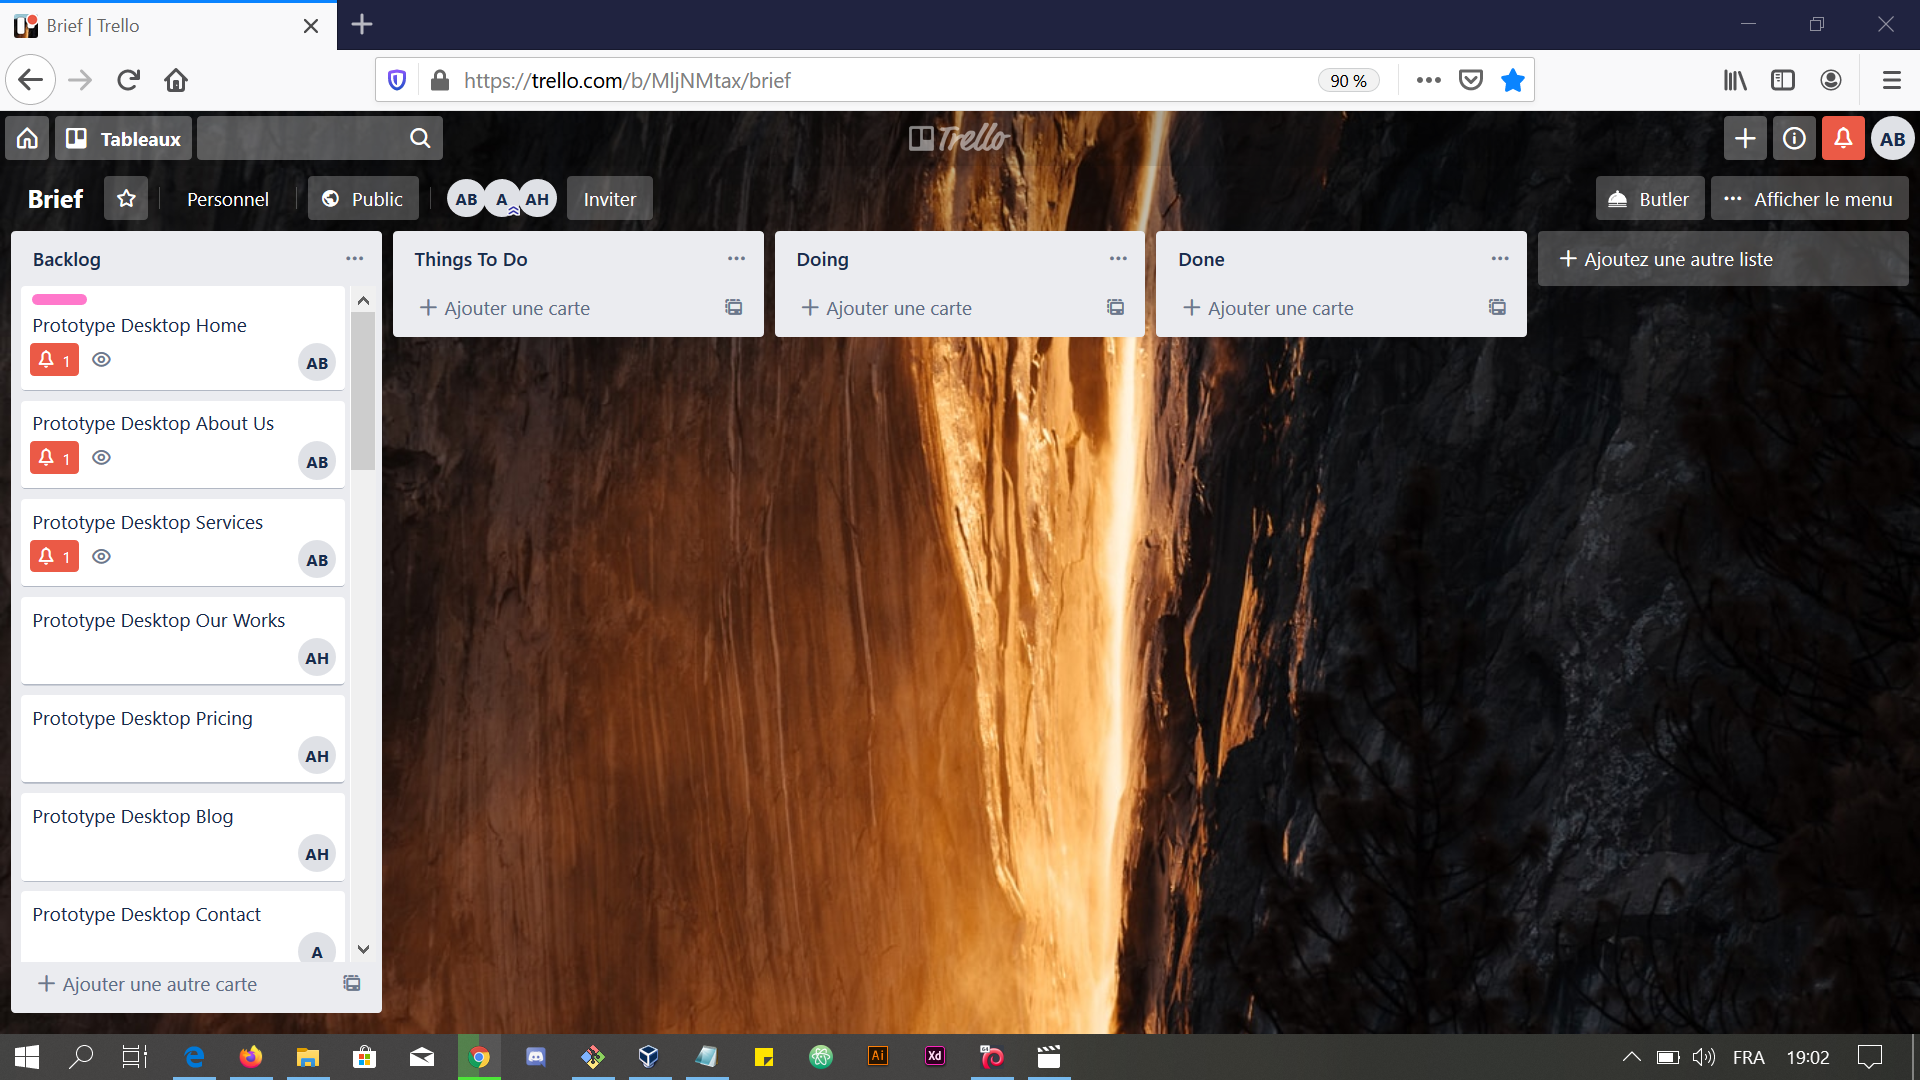 Brief | Trello
https://trello.com/b/MljNMtax/brief
90 %
Tableaux
Trello
AB
Brief
Personnel
Public
AB
A
AH
Inviter
Butler
Afficher le menu
Backlog
Prototype Desktop Home
1
AB
Prototype Desktop About Us
1
AB
Prototype Desktop Services
1
AB
Prototype Desktop Our Works
AH
Prototype Desktop Pricing
AH
Prototype Desktop Blog
AH
Prototype Desktop Contact
A
Ajouter une autre carte
Things To Do
Ajouter une carte
Doing
Ajouter une carte
Done
Ajouter une carte
Ajoutez une autre liste
Ai
Xd
64
FRA
19:02